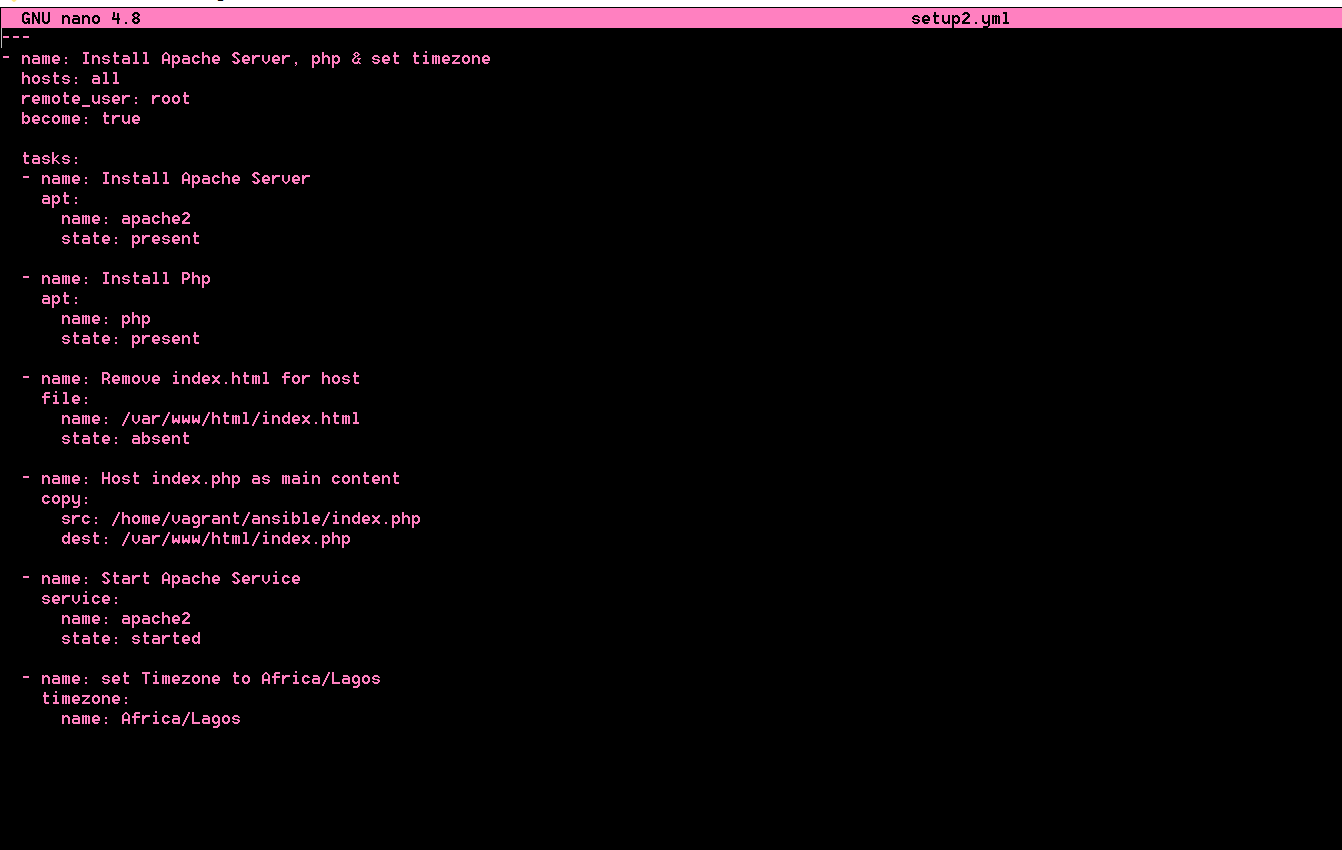 GNU nano 4.8 setup2.yml
---
- name: Install Apache Server, php & set timezone
  hosts: all
  remote_user: root
  become: true

  tasks:
  - name: Install Apache Server
    apt:
      name: apache2
      state: present

  - name: Install Php
    apt:
      name: php
      state: present

  - name: Remove index.html for host
    file:
      name: /var/www/html/index.html
      state: absent

  - name: Host index.php as main content
    copy:
      src: /home/vagrant/ansible/index.php
      dest: /var/www/html/index.php

  - name: Start Apache Service
    service:
      name: apache2
      state: started

  - name: set Timezone to Africa/Lagos
    timezone:
      name: Africa/Lagos